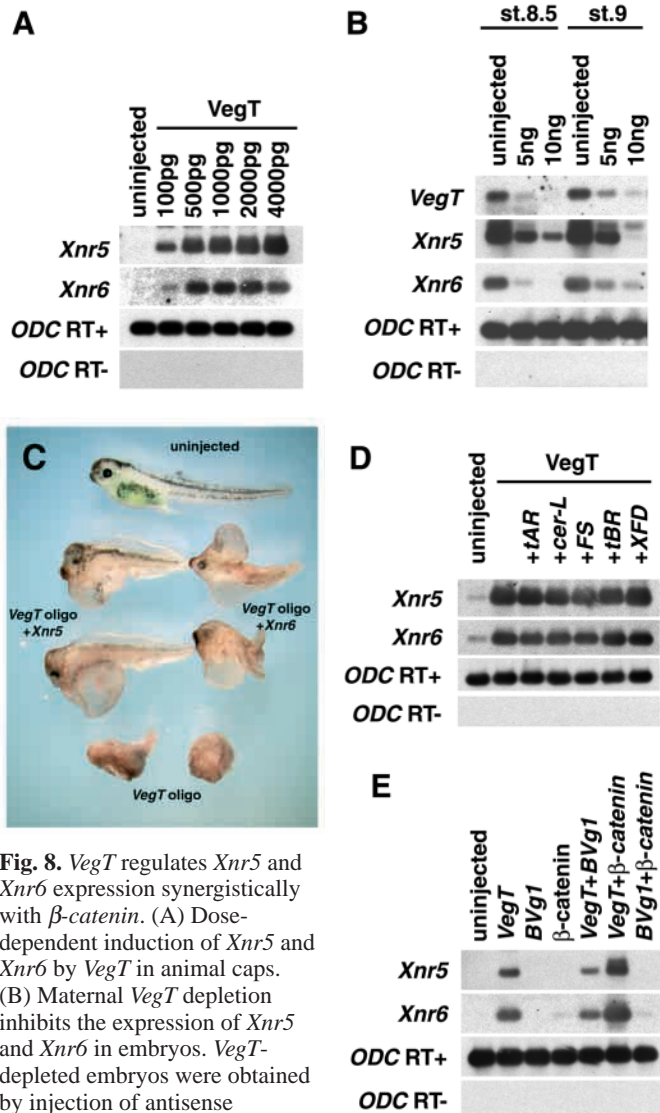 A
VegT
uninjected
100pg
500pg
1000pg
2000pg
4000pg
Xnr5
Xnr6
ODC RT+
ODC RT-
B
st.8.5 st.9
uninjected
5ng
10ng
uninjected
5ng
10ng
VegT
Xnr5
Xnr6
ODC RT+
ODC RT-
C
uninjected
VegT oligo
+Xnr5
VegT oligo
+Xnr6
VegT oligo
D
VegT
uninjected
+tAR
+cer-L
+FS
+tBR
+XFD
Xnr5
Xnr6
ODC RT+
ODC RT-
E
uninjected
VegT
BVg1
β-catenin
VegT+BVg1
VegT+β-catenin
BVg1+β-catenin
Xnr5
Xnr6
ODC RT+
ODC RT-
Fig. 8. VegT regulates Xnr5 and
Xnr6 expression synergistically
with β-catenin. (A) Dose-
dependent induction of Xnr5 and
Xnr6 by VegT in animal caps.
(B) Maternal VegT depletion
inhibits the expression of Xnr5
and Xnr6 in embryos. VegT-
depleted embryos were obtained
by injection of antisense